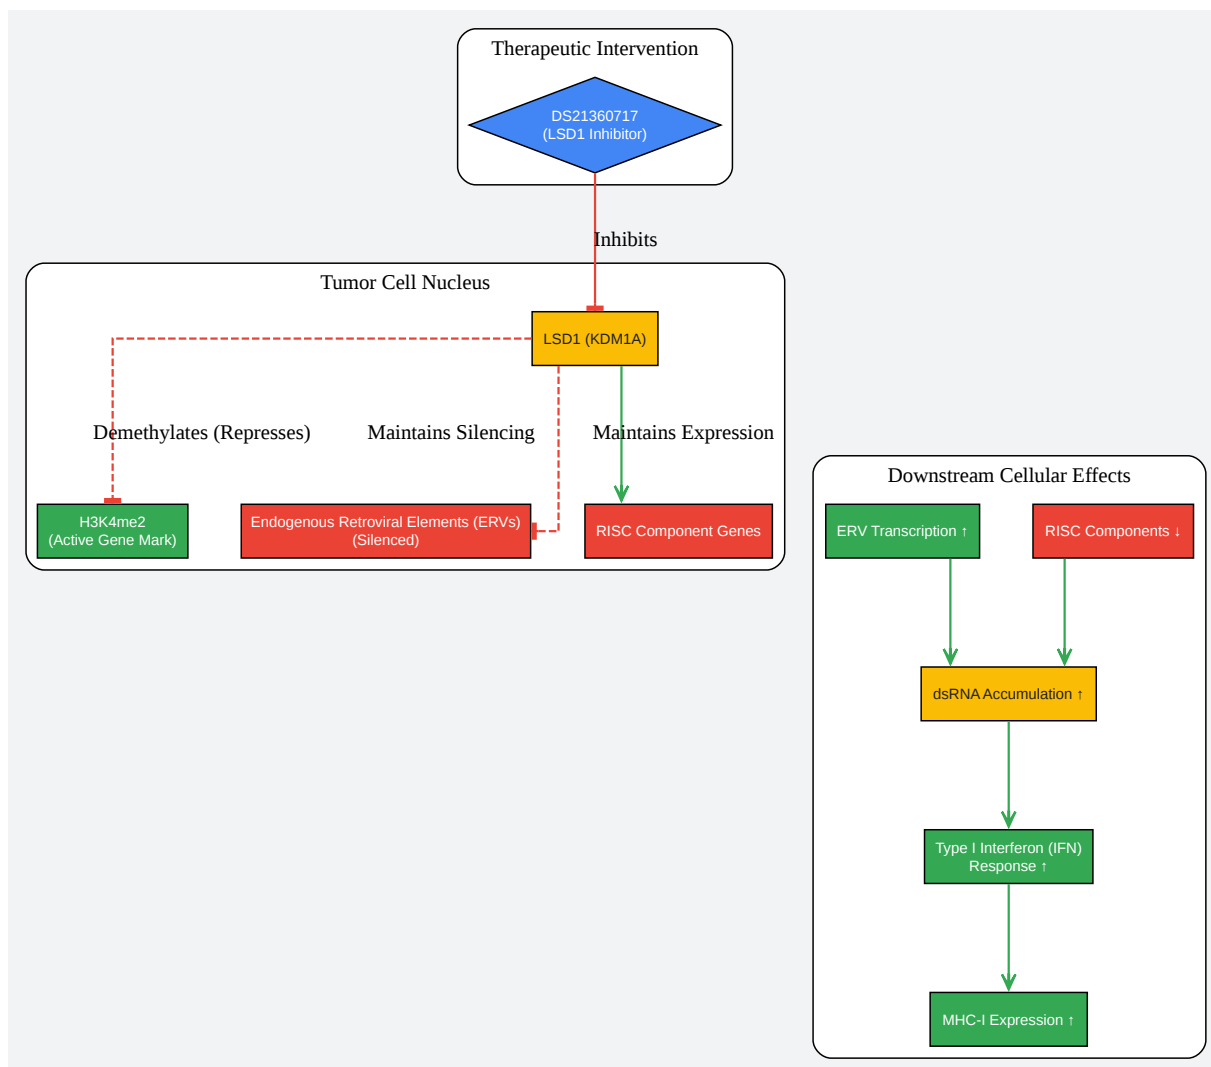 Therapeutic Intervention
DS21360717
(LSD1 Inhibitor)
Inhibits
Tumor Cell Nucleus
LSD1 (KDM1A)
Demethylates (Represses)
Maintains Silencing
Maintains Expression
H3K4me2
(Active Gene Mark)
Endogenous Retroviral Elements (ERVs)
(Silenced)
RISC Component Genes
Downstream Cellular Effects
ERV Transcription ↑
RISC Components ↓
dsRNA Accumulation ↑
Type I Interferon (IFN)
Response ↑
MHC-I Expression ↑